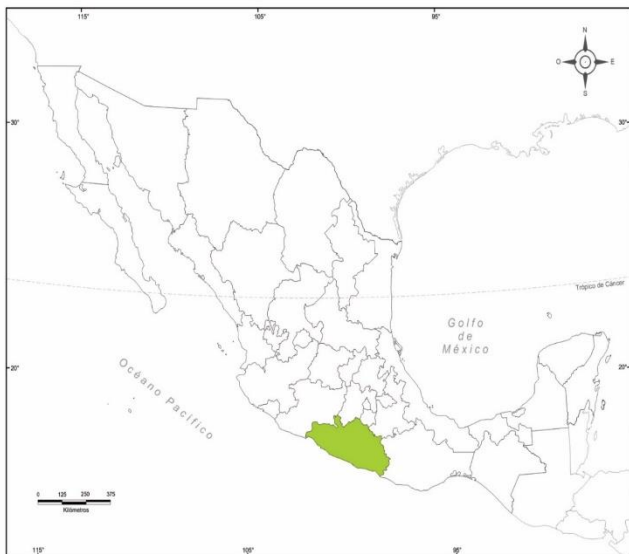 115°
105°
95°
N
O
E
S
30°
30°
Trópico de Cáncer
Golfo
de
México
20°
20°
Océano Pacífico
0 125 250 375
Kilómetros
115°
105°
95°